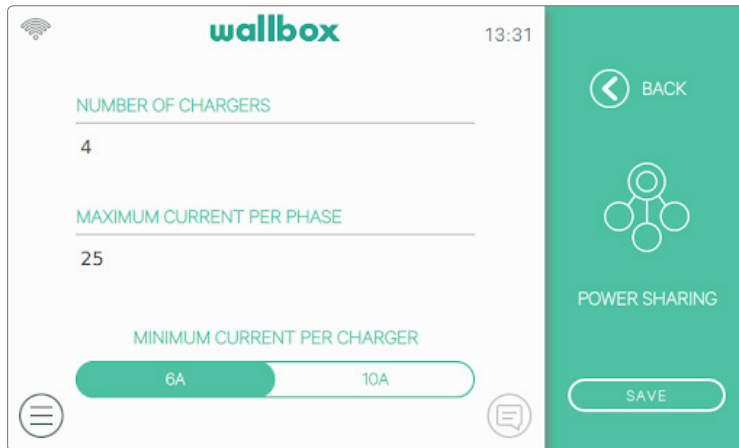 wallbox
13:31
NUMBER OF CHARGERS
4
MAXIMUM CURRENT PER PHASE
25
MINIMUM CURRENT PER CHARGER
6A
10A
BACK
POWER SHARING
SAVE